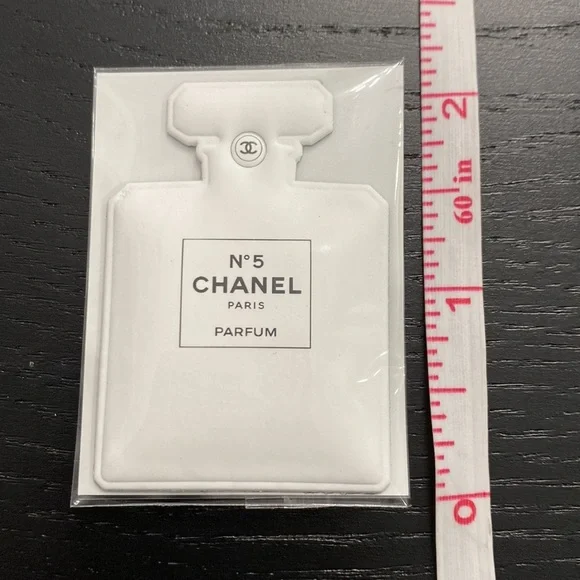 N°5
CHANEL
PARIS
PARFUM
2
60 in
1
0